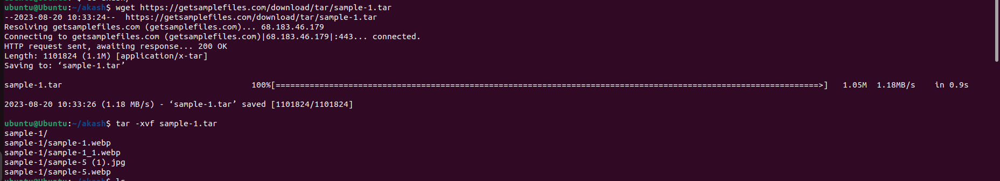 ubuntu@Ubuntu:~/akash$ wget https://getsamplefiles.com/download/tar/sample-1.tar
--2023-08-20 10:33:24--  https://getsamplefiles.com/download/tar/sample-1.tar
Resolving getsamplefiles.com (getsamplefiles.com)... 68.183.46.179
Connecting to getsamplefiles.com (getsamplefiles.com)|68.183.46.179|:443... connected.
HTTP request sent, awaiting response... 200 OK
Length: 1101824 (1.1M) [application/x-tar]
Saving to: ‘sample-1.tar’
sample-1.tar 100%[==================================================================================================================>] 1.05M 1.18MB/s in 0.9s
2023-08-20 10:33:26 (1.18 MB/s) - ‘sample-1.tar’ saved [1101824/1101824]
ubuntu@Ubuntu:~/akash$ tar -xvf sample-1.tar
sample-1/
sample-1/sample-1.webp
sample-1/sample-1_1.webp
sample-1/sample-5 (1).jpg
sample-1/sample-5.webp
ubuntu@Ubuntu:~/akash$ ls